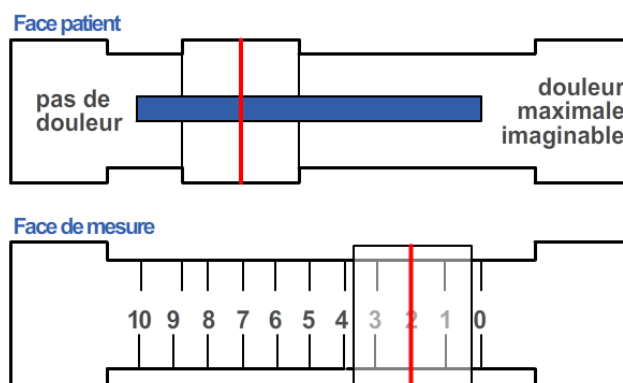 Face patient
pas de
douleur
douleur
maximale
imaginable
Face de mesure
10 9 8 7 6 5 4 3 2 1 0